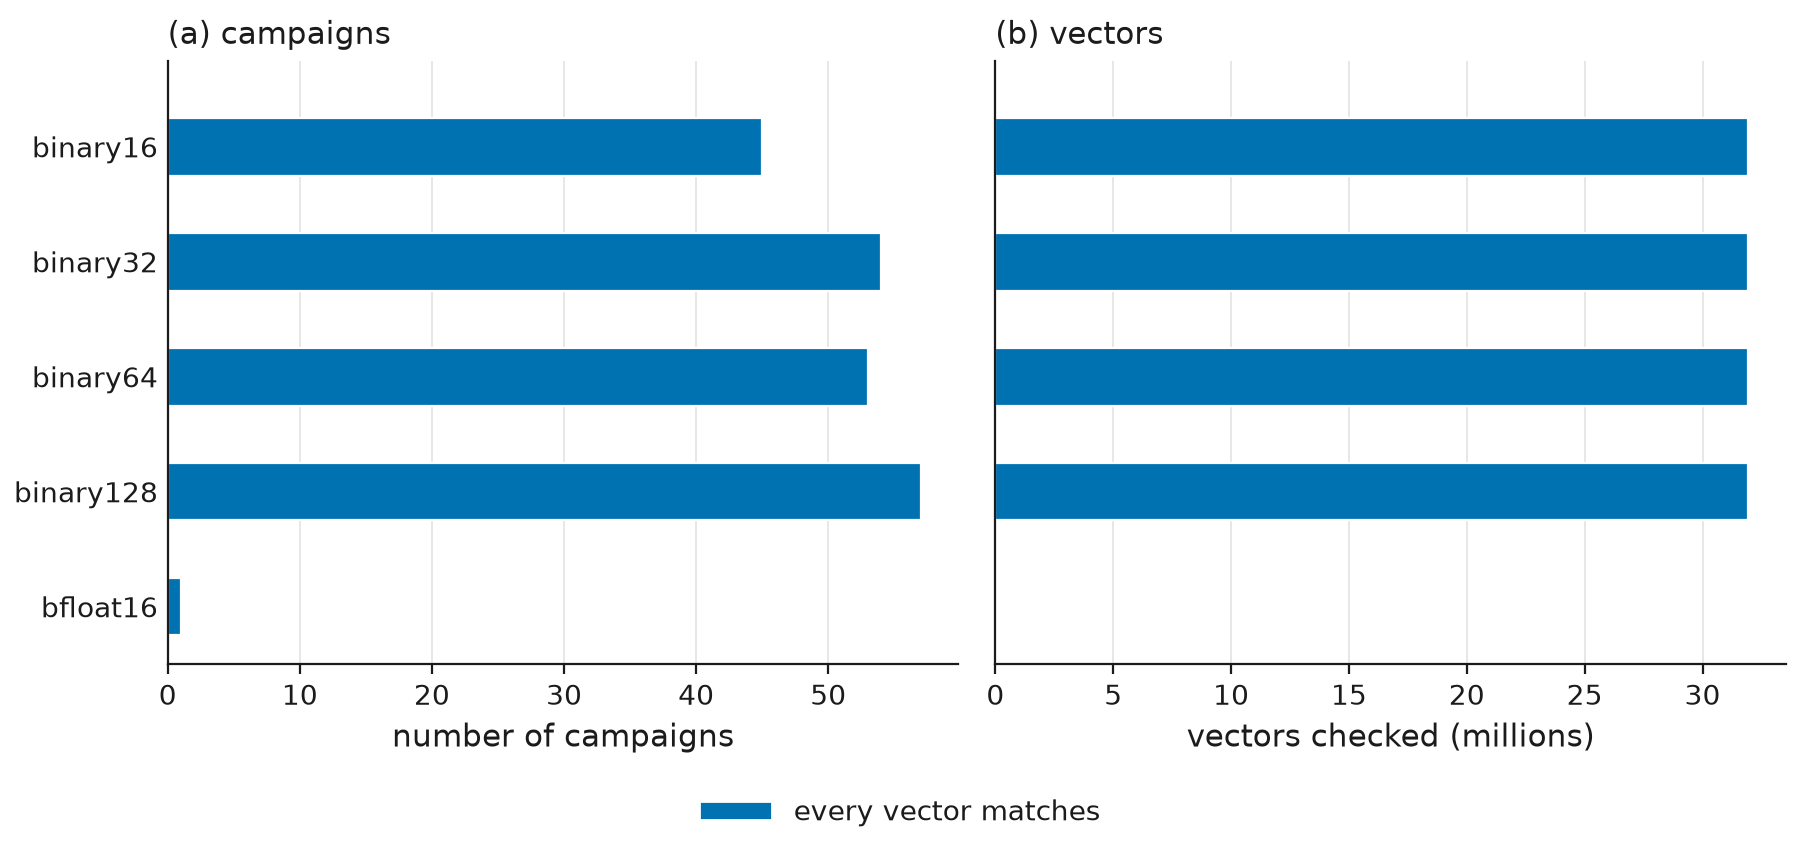 (a) campaigns
binary16
binary32
binary64
binary128
bfloat16
0 10 20 30 40 50
number of campaigns
(b) vectors
0 5 10 15 20 25 30
vectors checked (millions)
every vector matches